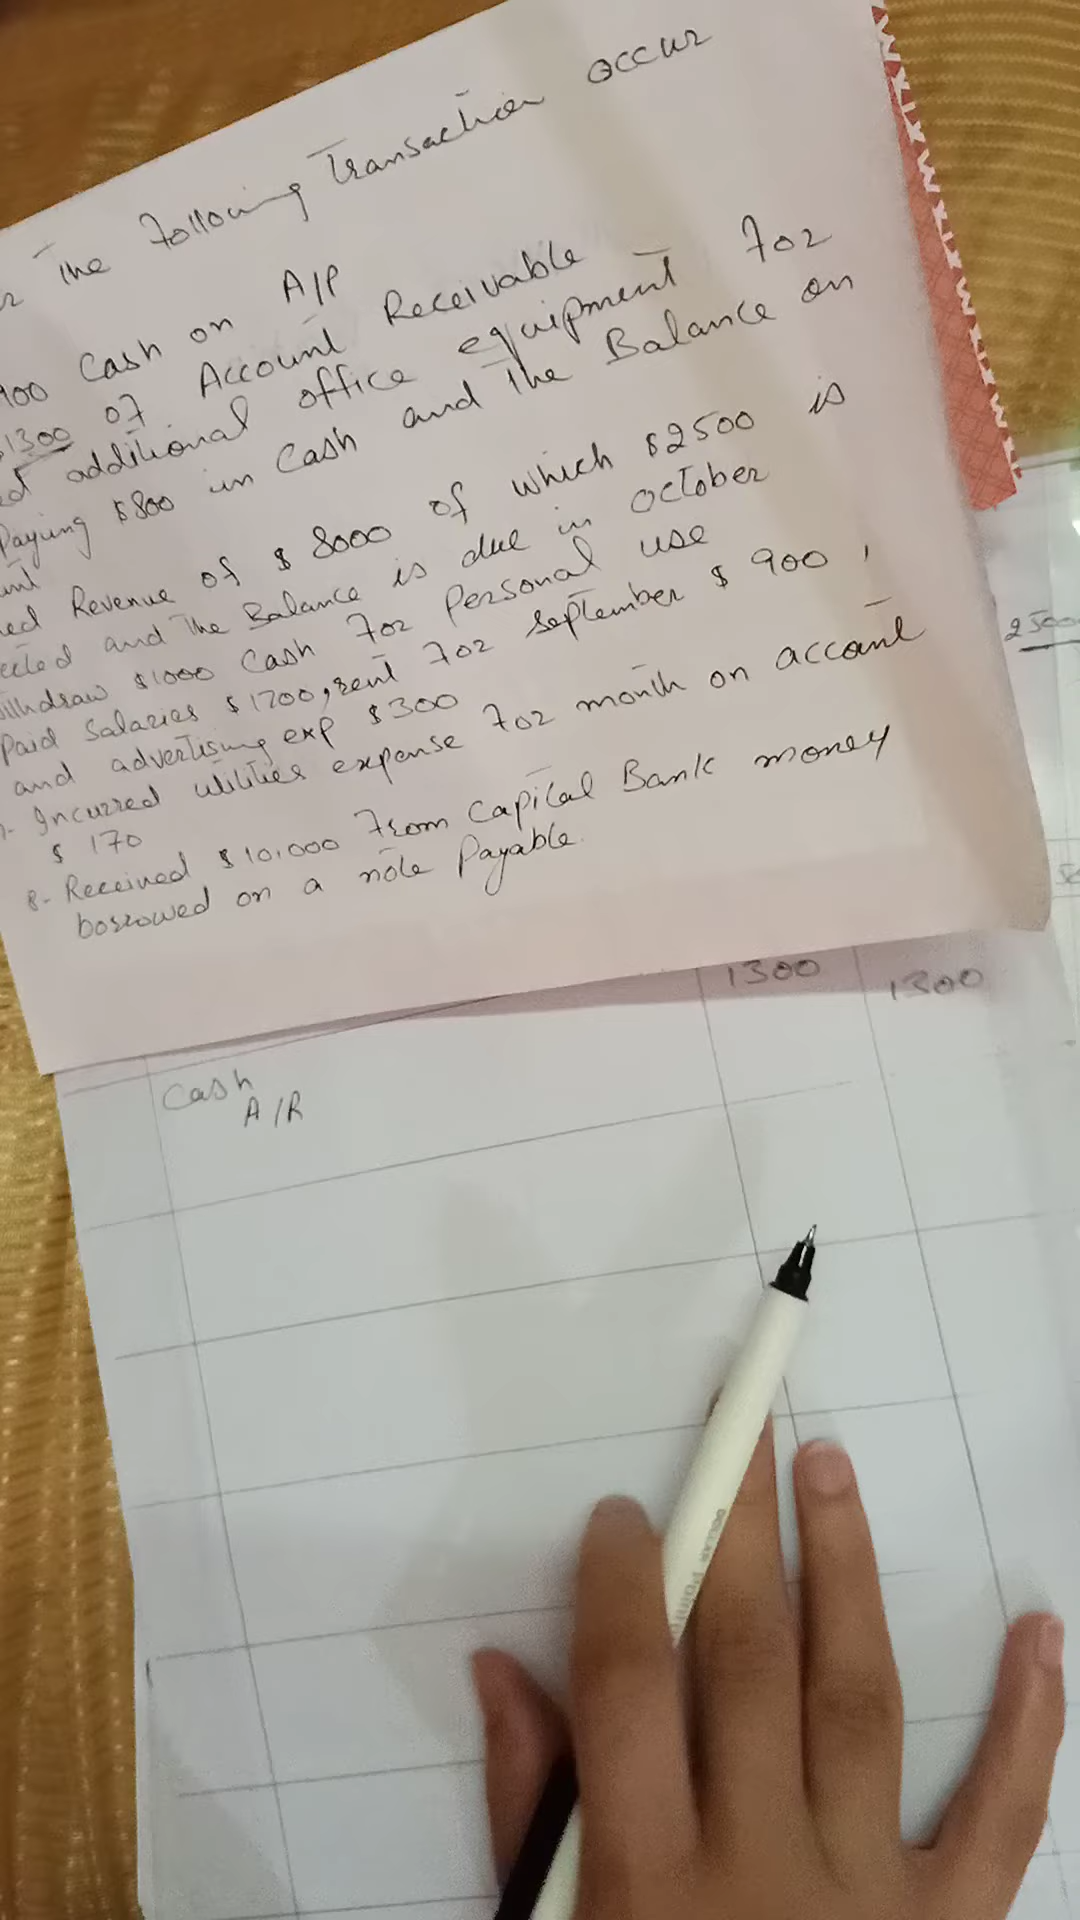 The Following Transaction occur
Cash on A/P
$1300 of Account Receivable
additional office equipment for
Paying $800 in Cash and the Balance on
Revenue of $ 8000 of which $2500 is
and The Balance is due in October
$1000 Cash for Personal use
Paid Salaries $1700, rent for September $ 900,
and advertising exp $300
Incurred utilities expense for month on account
$ 170
8- Received $10,000 from Capital Bank money
borrowed on a note Payable.
1300 1300
Cash
A/R
DOLLAR